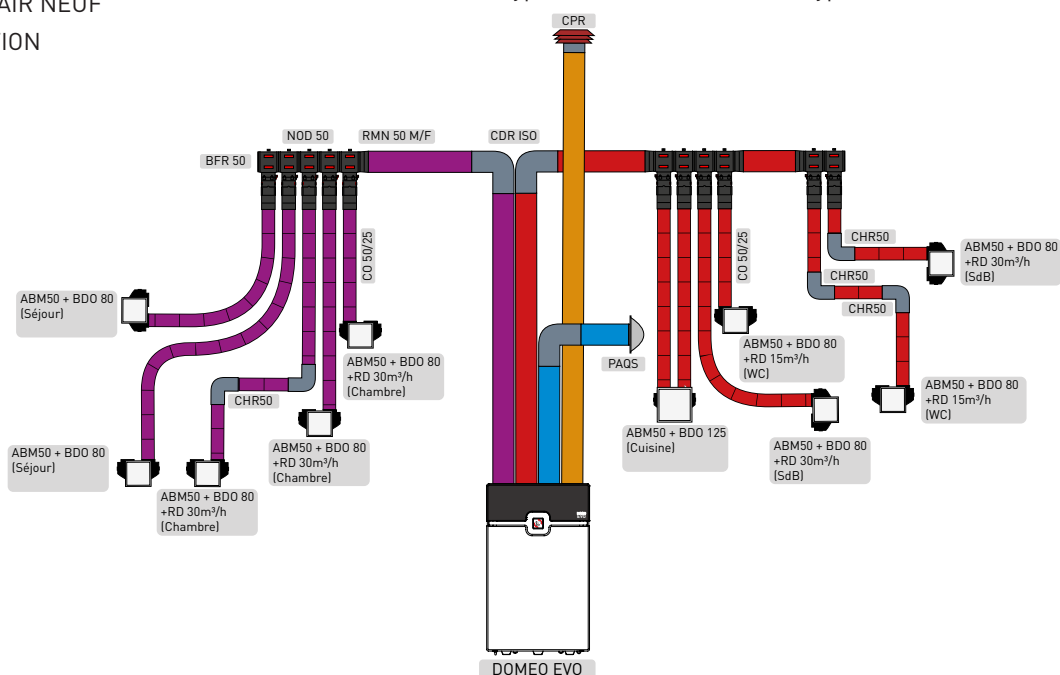 AIR NEUF
TION
CPR
NOD 50
RMN 50 M/F
CDR ISO
BFR 50
CO 50/25
CO 50/25
CHR50
ABM50 + BDO 80
+RD 30m³/h
(SdB)
CHR50
CHR50
ABM50 + BDO 80
(Séjour)
ABM50 + BDO 80
+RD 30m³/h
(Chambre)
PAQS
ABM50 + BDO 80
+RD 15m³/h
(WC)
CHR50
ABM50 + BDO 80
+RD 15m³/h
(WC)
ABM50 + BDO 125
(Cuisine)
ABM50 + BDO 80
+RD 30m³/h
(Chambre)
ABM50 + BDO 80
+RD 30m³/h
(SdB)
ABM50 + BDO 80
(Séjour)
ABM50 + BDO 80
+RD 30m³/h
(Chambre)
DOMEO EVO